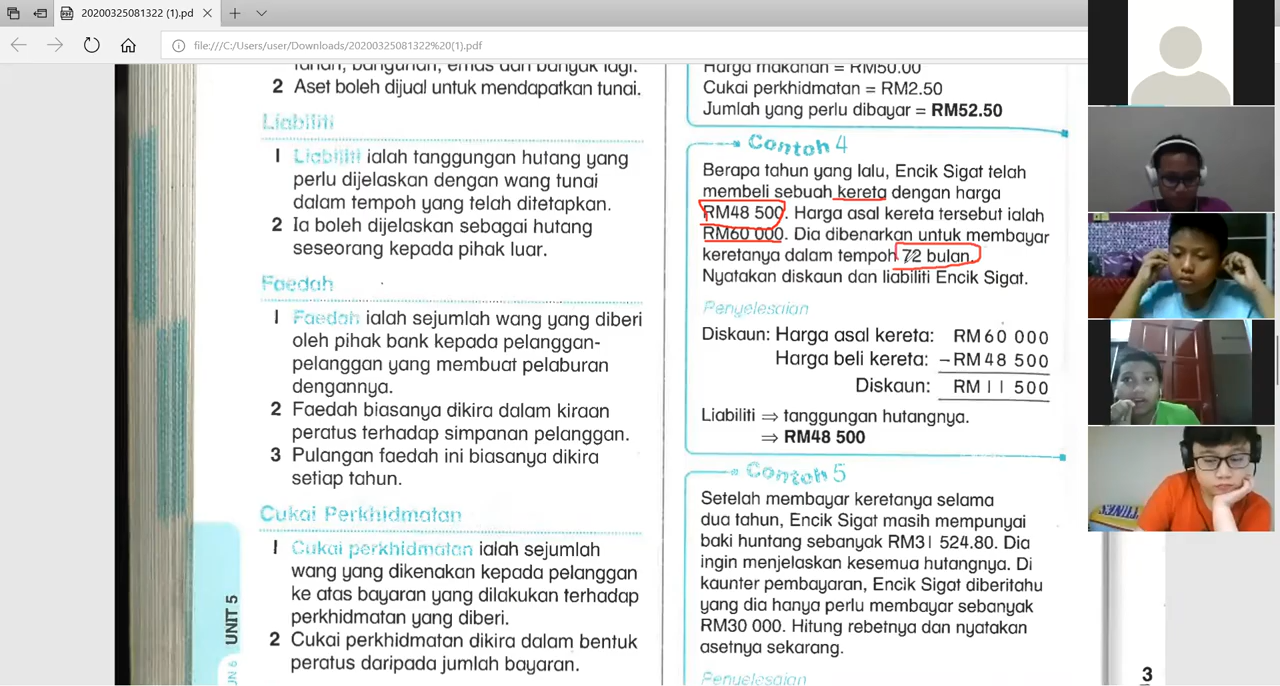 20200325081322 (1).pd
file:///C:/Users/user/Downloads/20200325081322%20(1).pdf
tanah, bangunan, emas dan banyak lagi.
2 Aset boleh dijual untuk mendapatkan tunai.
Liabiliti
1 Liabiliti ialah tanggungan hutang yang
perlu dijelaskan dengan wang tunai
dalam tempoh yang telah ditetapkan.
2 Ia boleh dijelaskan sebagai hutang
seseorang kepada pihak luar.
Faedah
1 Faedah ialah sejumlah wang yang diberi
oleh pihak bank kepada pelanggan-
pelanggan yang membuat pelaburan
dengannya.
2 Faedah biasanya dikira dalam kiraan
peratus terhadap simpanan pelanggan.
3 Pulangan faedah ini biasanya dikira
setiap tahun.
Cukai Perkhidmatan
1 Cukai perkhidmatan ialah sejumlah
wang yang dikenakan kepada pelanggan
ke atas bayaran yang dilakukan terhadap
perkhidmatan yang diberi.
2 Cukai perkhidmatan dikira dalam bentuk
peratus daripada jumlah bayaran.
UNIT 5
Harga makanan = RM50.00
Cukai perkhidmatan = RM2.50
Jumlah yang perlu dibayar = RM52.50
Contoh 4
Berapa tahun yang lalu, Encik Sigat telah
membeli sebuah kereta dengan harga
RM48 500. Harga asal kereta tersebut ialah
RM60 000. Dia dibenarkan untuk membayar
keretanya dalam tempoh 72 bulan.
Nyatakan diskaun dan liabiliti Encik Sigat.
Penyelesaian
Diskaun: Harga asal kereta: RM60 000
Harga beli kereta: −RM48 500
Diskaun: RM11 500
Liabiliti ⇒ tanggungan hutangnya.
⇒ RM48 500
Contoh 5
Setelah membayar keretanya selama
dua tahun, Encik Sigat masih mempunyai
baki huntang sebanyak RM31 524.80. Dia
ingin menjelaskan kesemua hutangnya. Di
kaunter pembayaran, Encik Sigat diberitahu
yang dia hanya perlu membayar sebanyak
RM30 000. Hitung rebetnya dan nyatakan
asetnya sekarang.
Penyelesaian
3